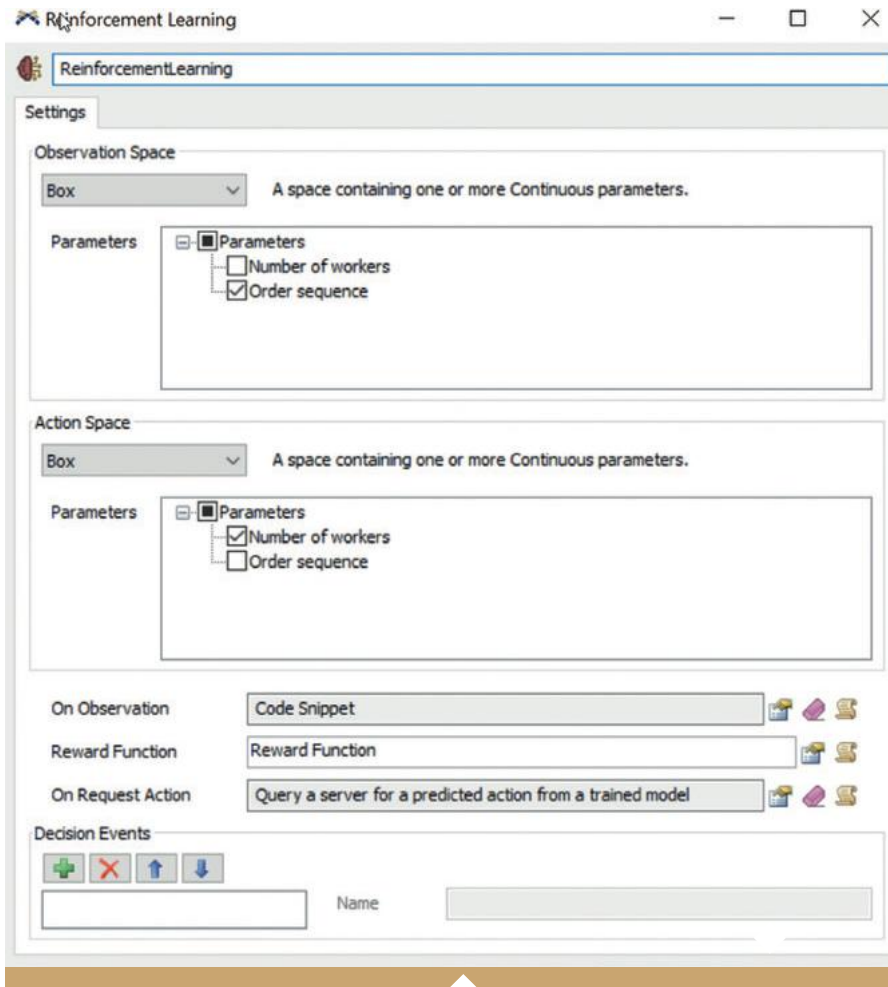 Reinforcement Learning
ReinforcementLearning
Settings
Observation Space
Box A space containing one or more Continuous parameters.
Parameters Parameters
Number of workers
Order sequence
Action Space
Box A space containing one or more Continuous parameters.
Parameters Parameters
Number of workers
Order sequence
On Observation Code Snippet
Reward Function Reward Function
On Request Action Query a server for a predicted action from a trained model
Decision Events
Name